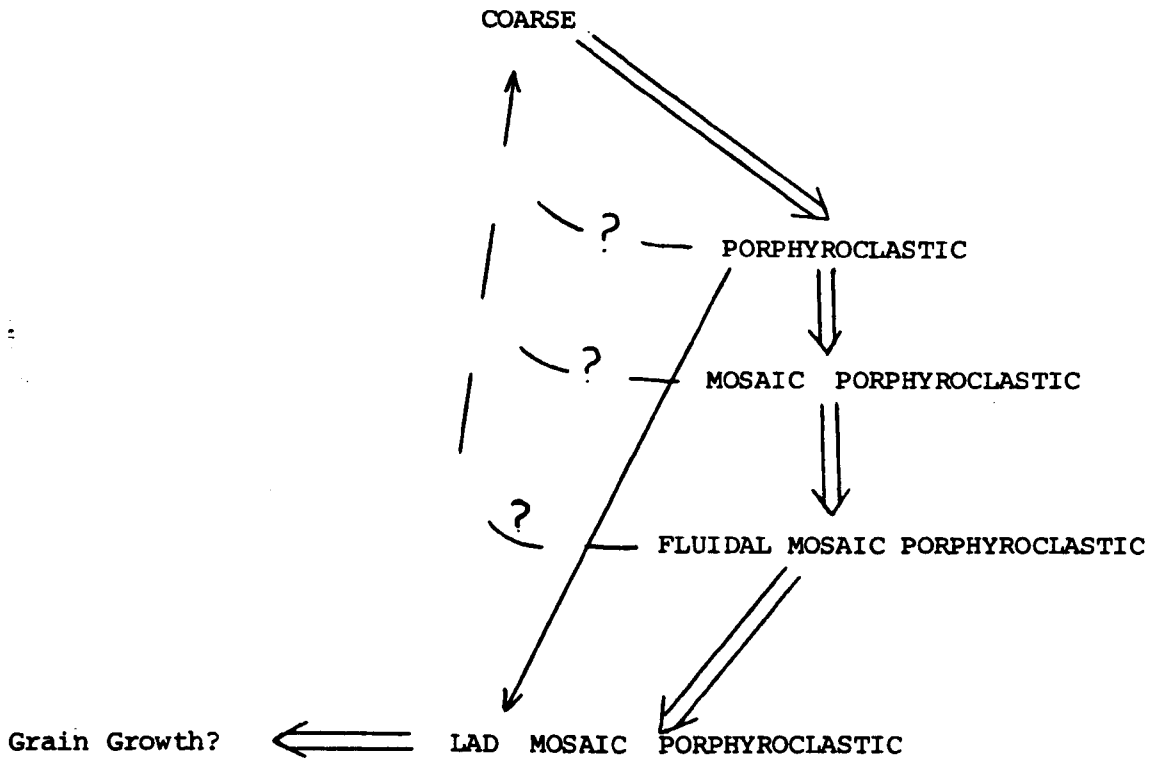 COARSE
?
PORPHYROCLASTIC
?
MOSAIC PORPHYROCLASTIC
?
FLUIDAL MOSAIC PORPHYROCLASTIC
Grain Growth?
LAD MOSAIC PORPHYROCLASTIC